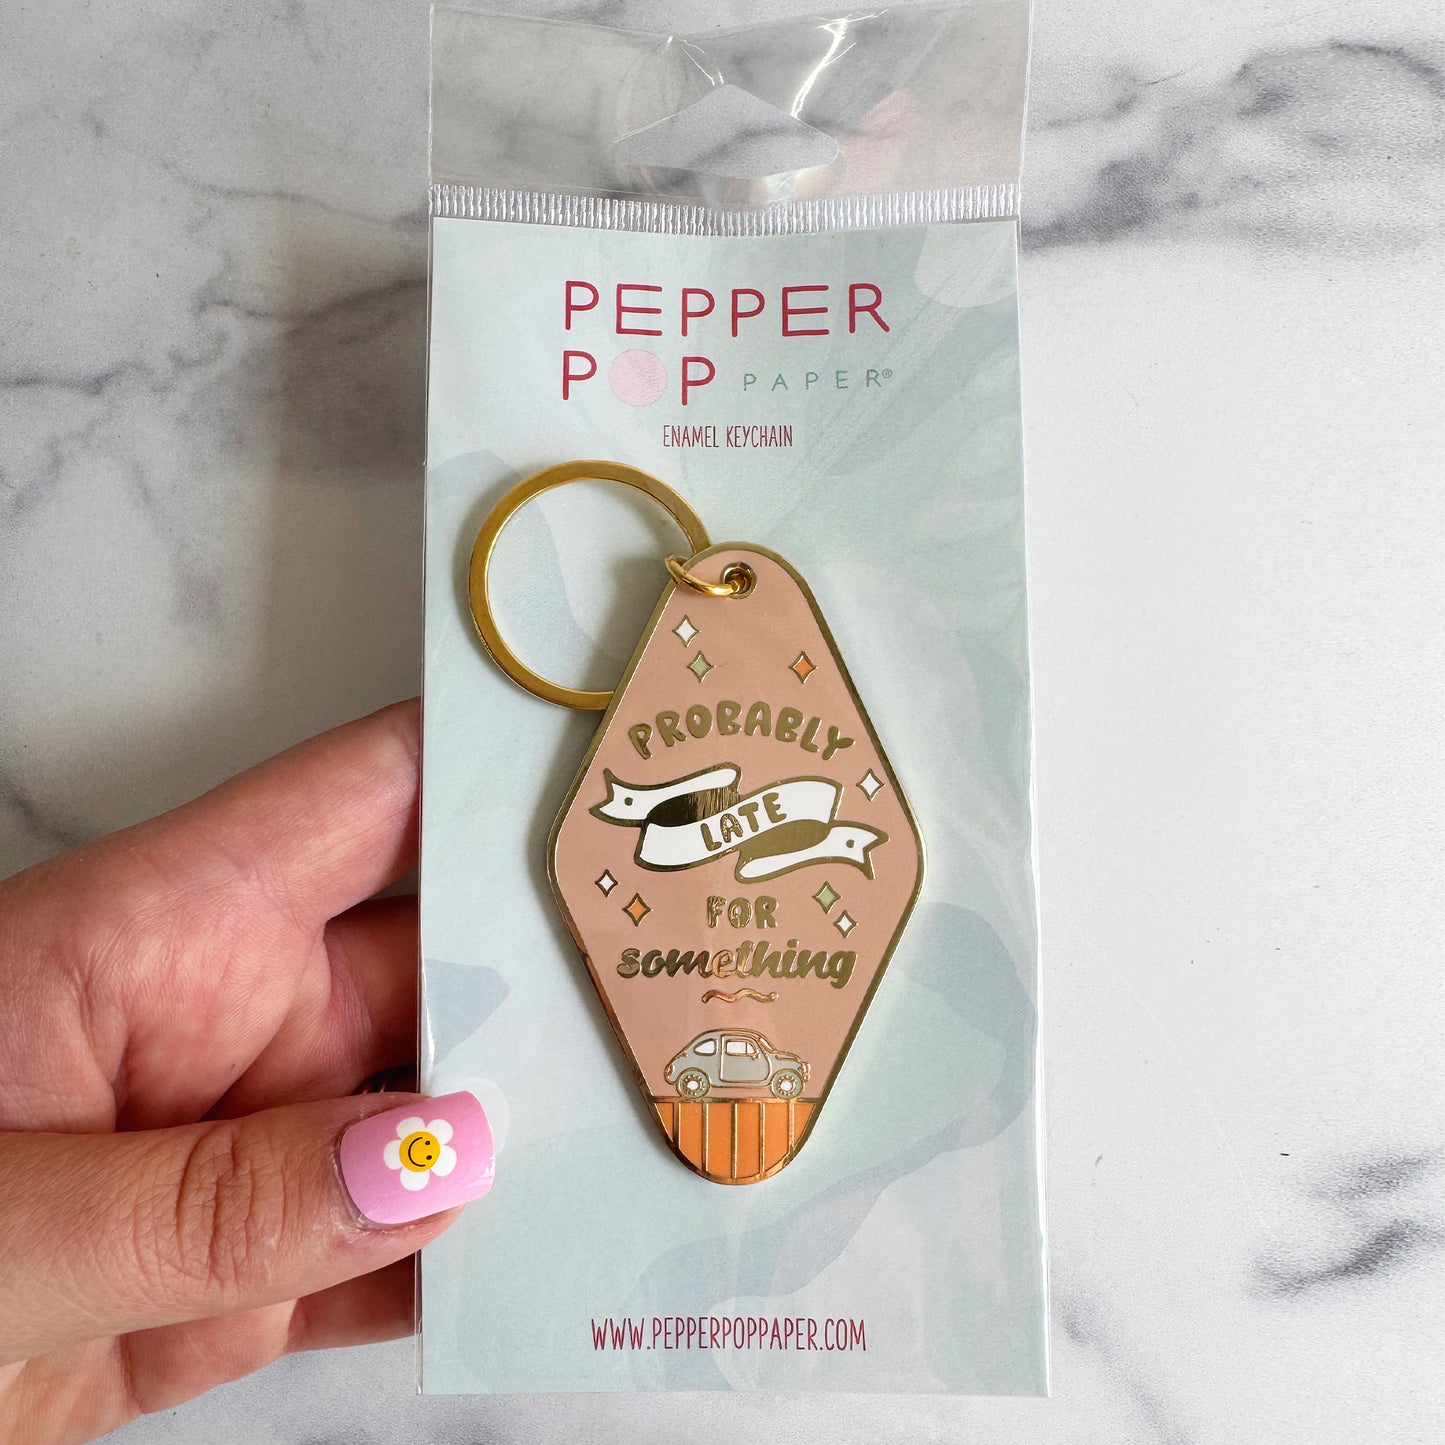 PEPPER
POP PAPER®
ENAMEL KEYCHAIN
PROBABLY
LATE
FOR
something
WWW.PEPPERPOPPAPER.COM